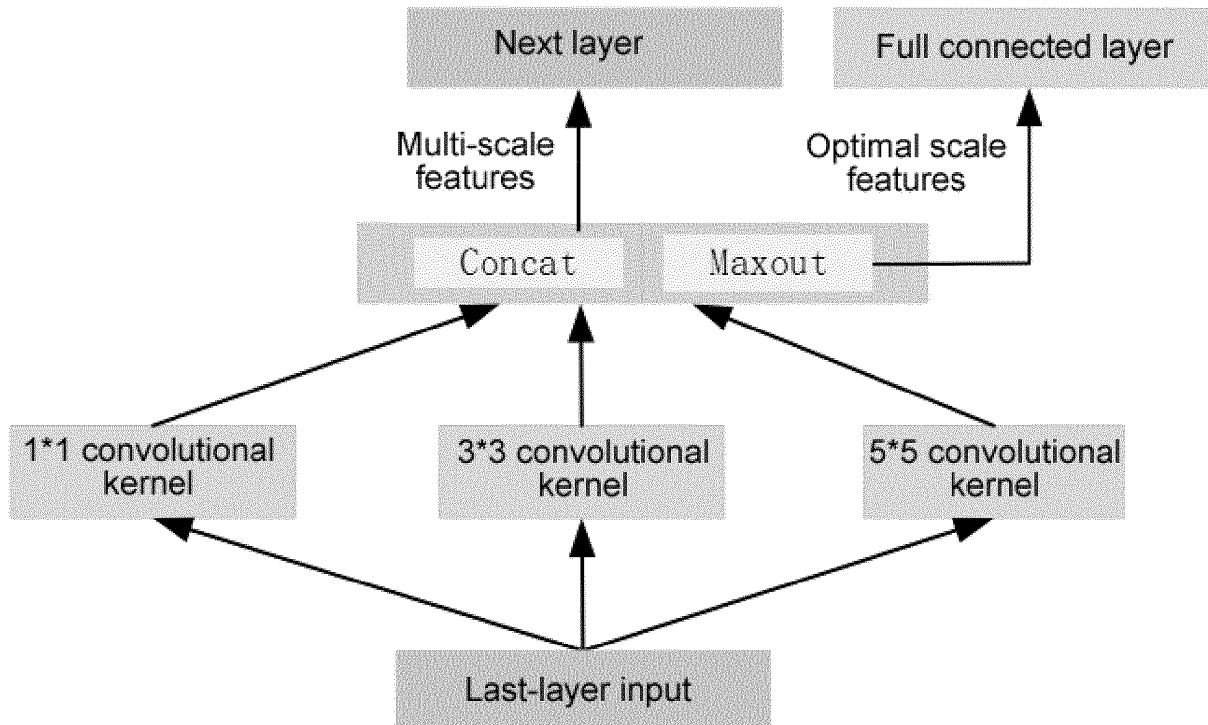 Next layer
Full connected layer
Multi-scale
features
Optimal scale
features
Concat
Maxout
1*1 convolutional
kernel
3*3 convolutional
kernel
5*5 convolutional
kernel
Last-layer input